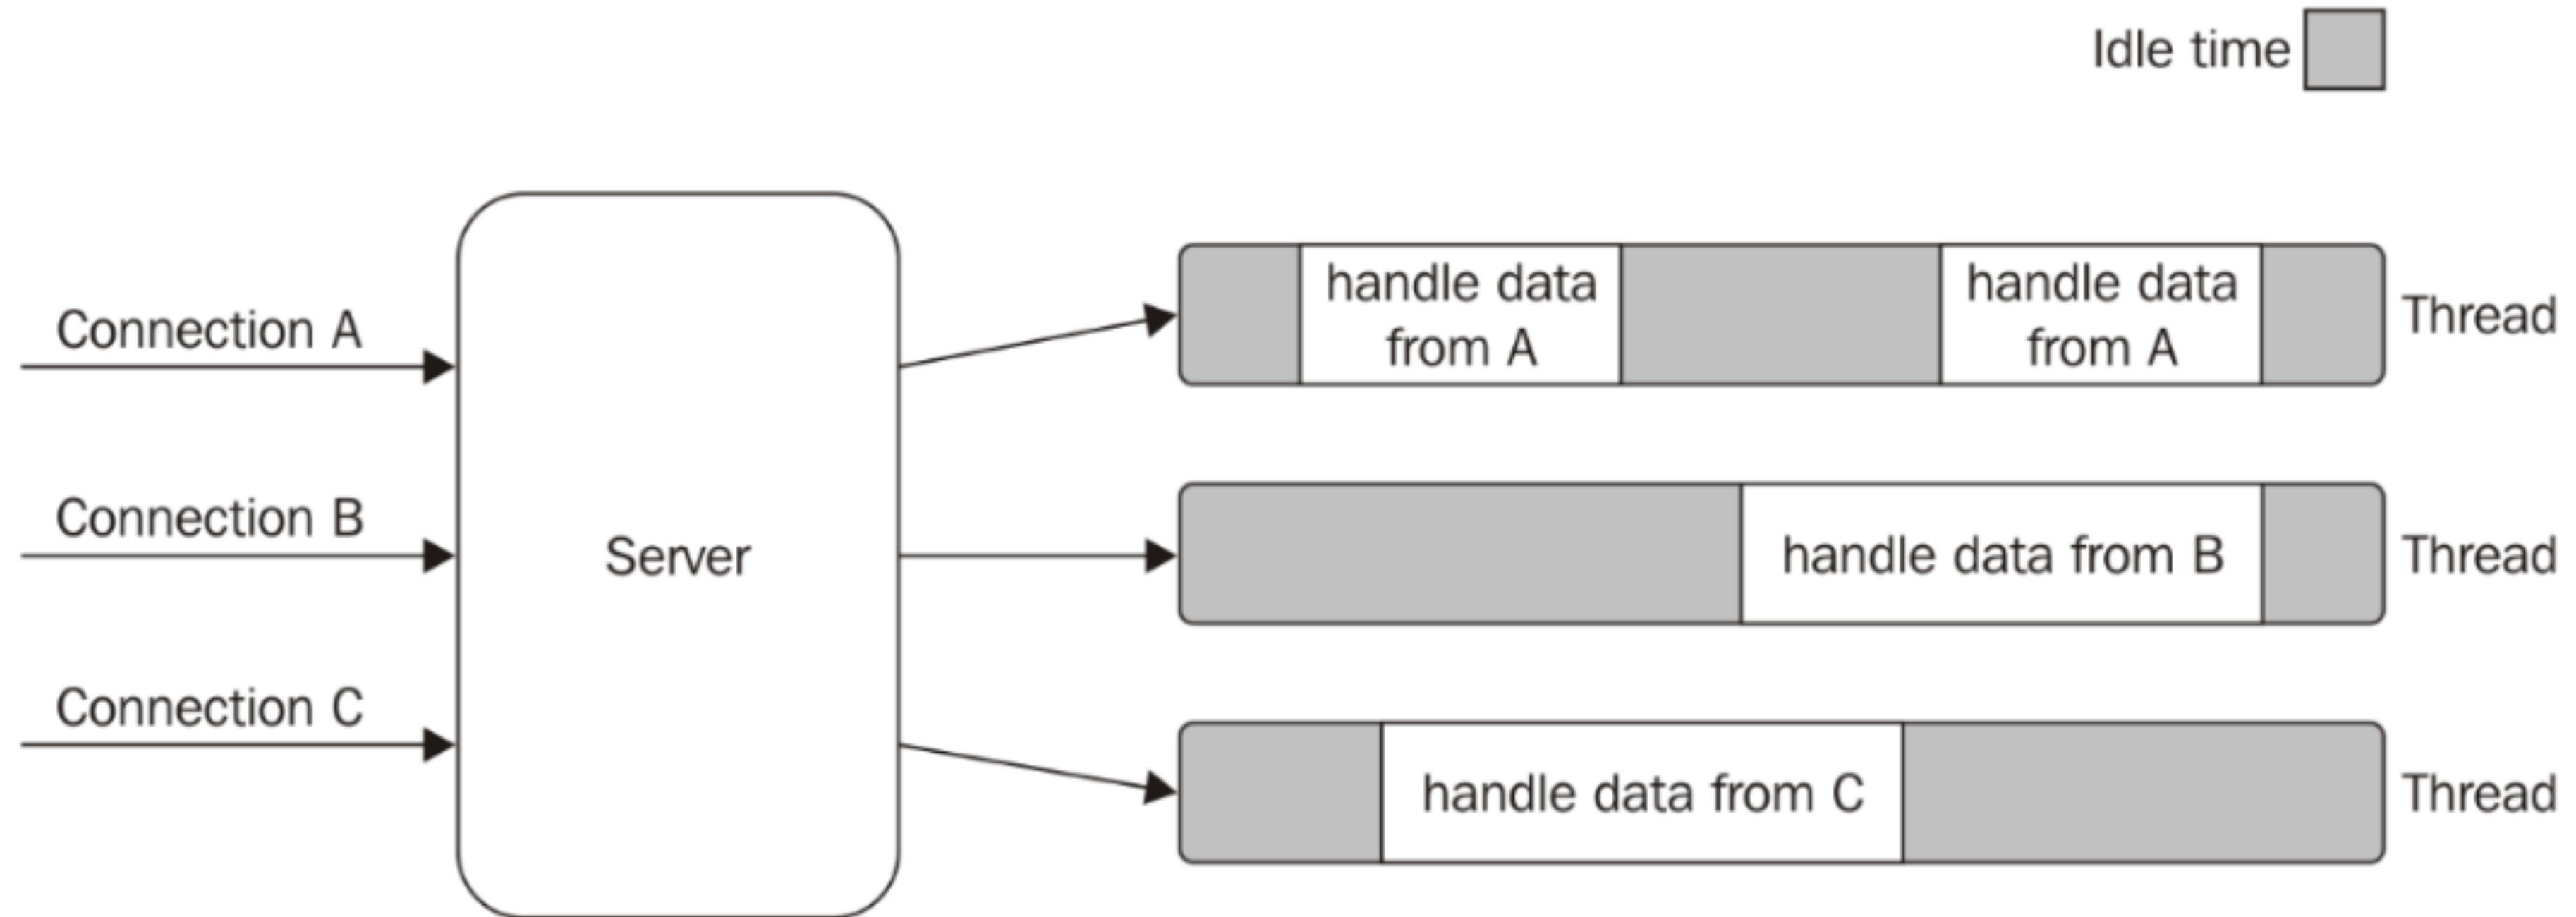 Idle time
Connection A
Connection B
Connection C
Server
handle data
from A
handle data
from A
Thread
handle data from B
Thread
handle data from C
Thread